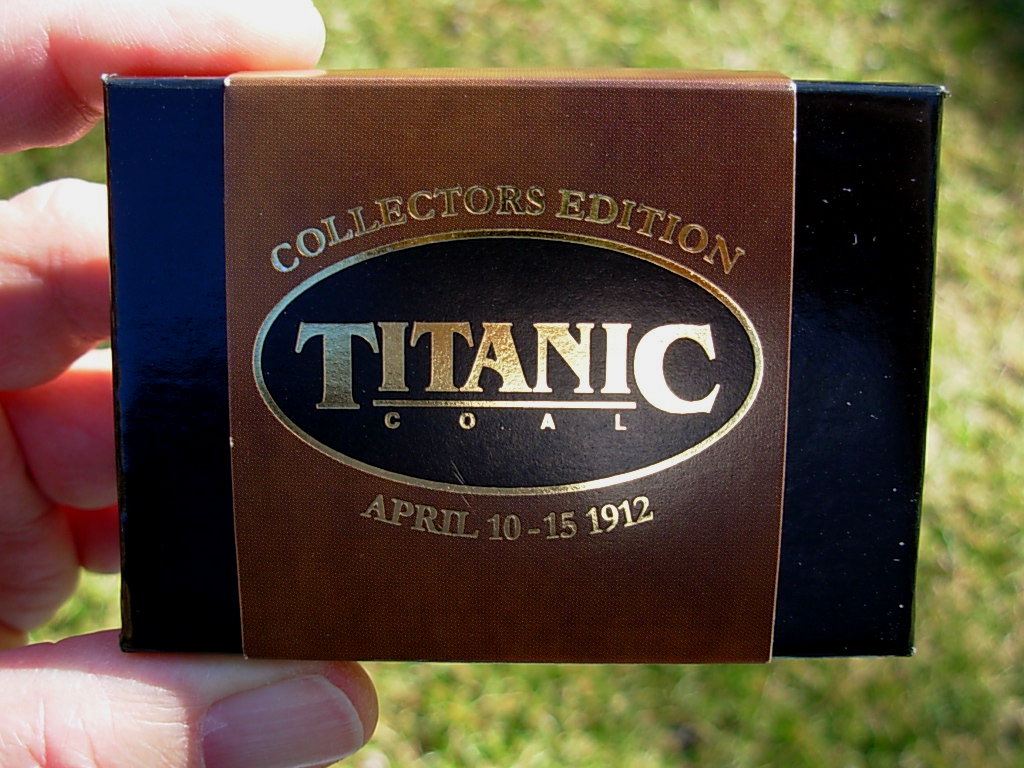 COLLECTORS EDITION
TITANIC
COAL
APRIL 10-15 1912